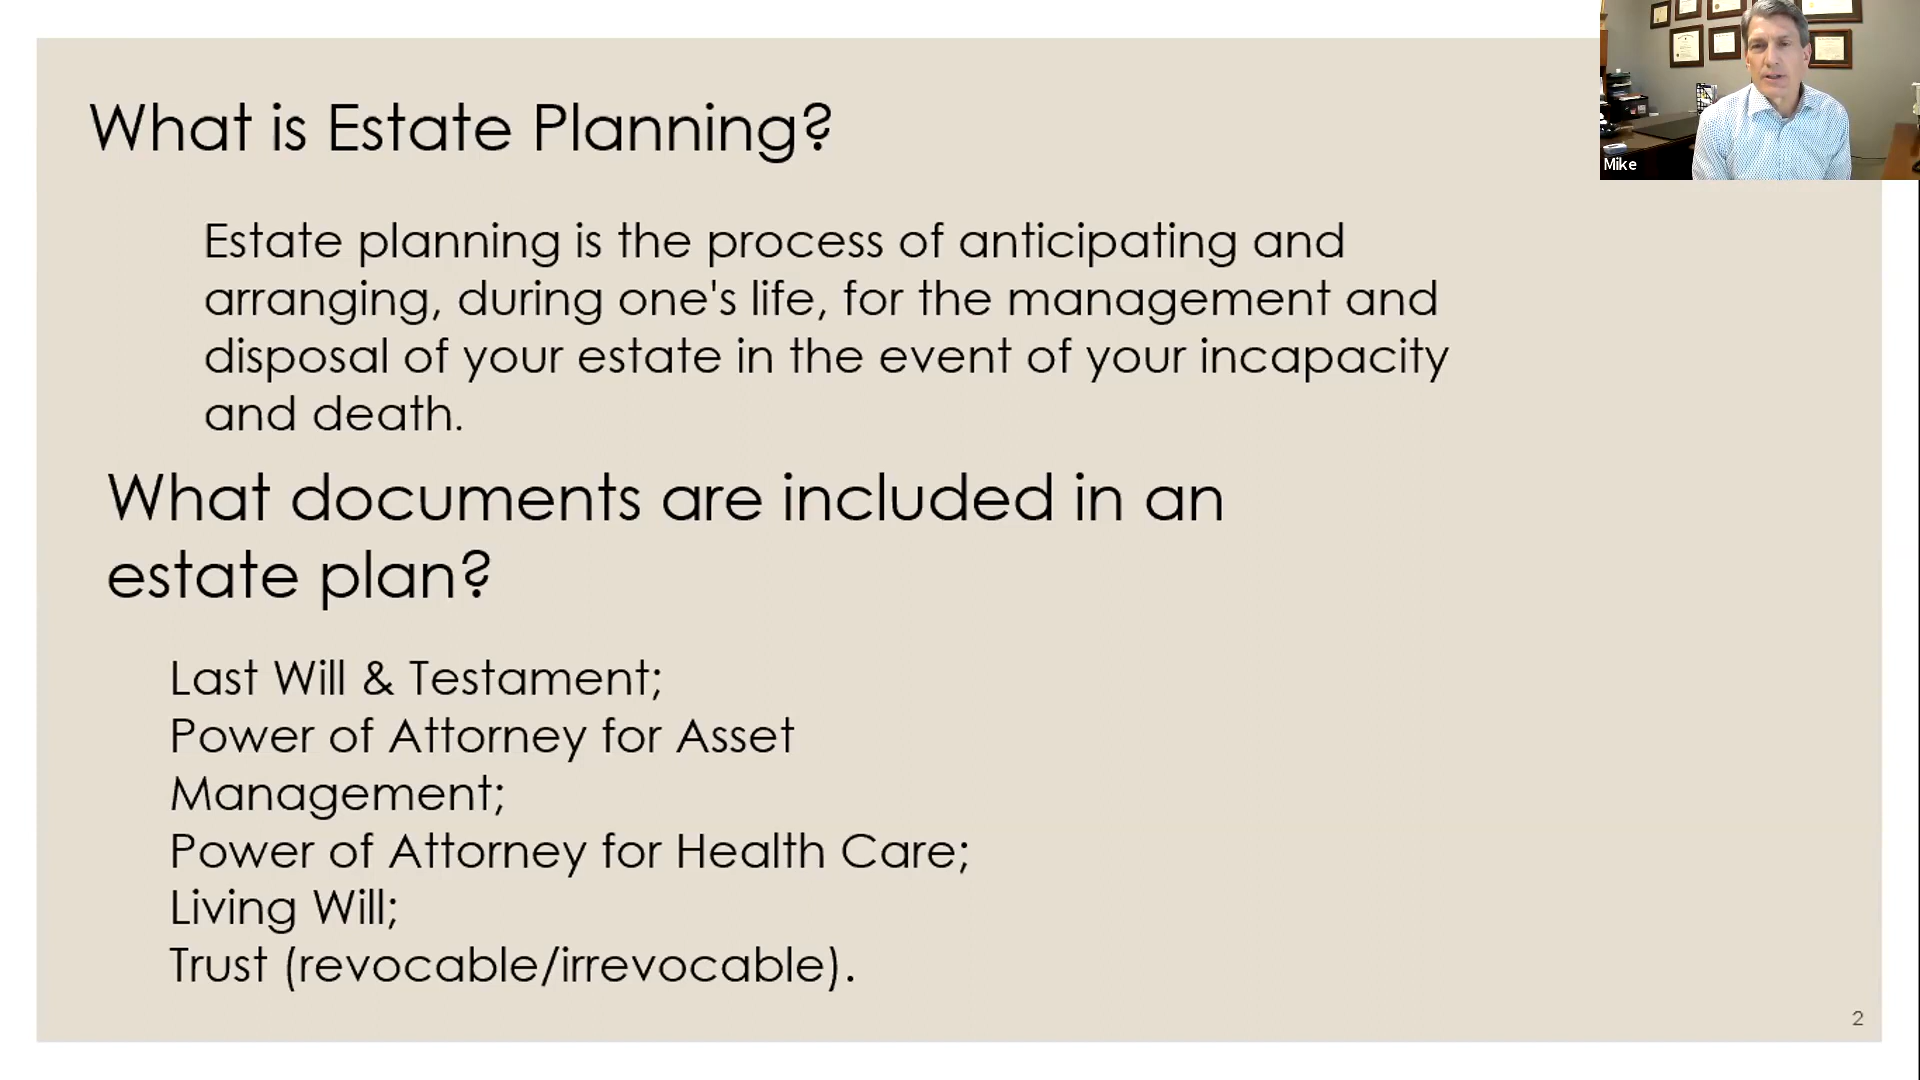 What is Estate Planning?
Estate planning is the process of anticipating and
arranging, during one's life, for the management and
disposal of your estate in the event of your incapacity
and death.
What documents are included in an
estate plan?
Last Will & Testament;
Power of Attorney for Asset
Management;
Power of Attorney for Health Care;
Living Will;
Trust (revocable/irrevocable).
2
Mike